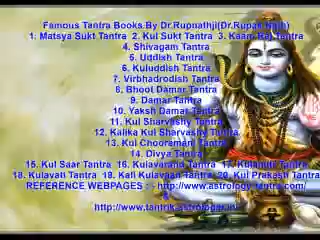 Famous Tantra Books By Dr.Rupnathji(Dr.Rupak Nath)
1. Matsya Sukt Tantra 2. Kul Sukt Tantra 3. Kaam Raj Tantra
4. Shivagam Tantra
5. Uddish Tantra
6. Kuluddish Tantra
7. Virbhadrodish Tantra
8. Bhoot Damar Tantra
9. Damar Tantra
10. Yaksh Damar Tantra
11. Kul Sharvashy Tantra
12. Kalika Kul Sharvashy Tantra
13. Kul Chooramani Tantra
14. Divya Tantra
15. Kul Saar Tantra 16. Kulavarand Tantra 17. Kulamrit Tantra
18. Kulavati Tantra 18. Kali Kulavaan Tantra 20. Kul Prakash Tantra
REFERENCE WEBPAGES : - http://www.astrology-tantra.com/
&
http://www.tantrik-astrologer.in/